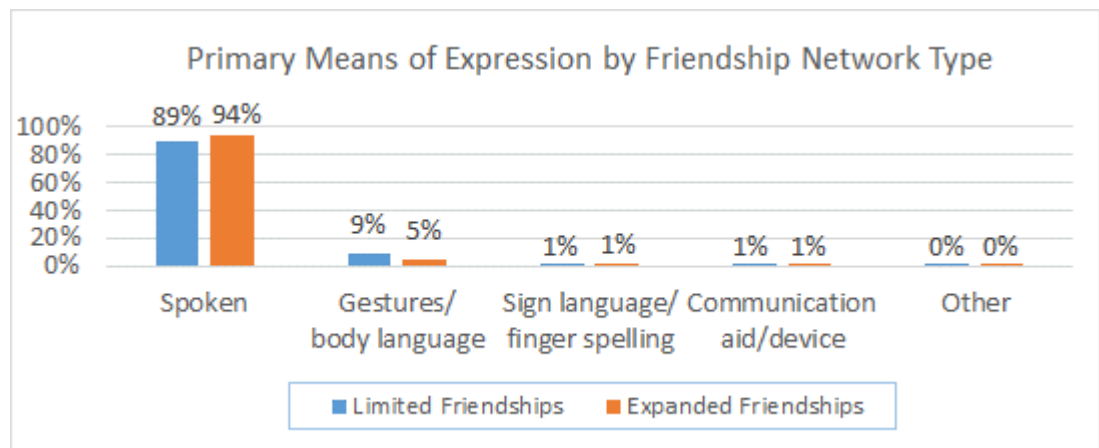 Primary Means of Expression by Friendship Network Type
89% 94%
100%
80%
60%
40%
20%
0%
9% 5%
1% 1%
1% 1%
0% 0%
Spoken
Gestures/
body language
Sign language/
finger spelling
Communication
aid/device
Other
Limited Friendships Expanded Friendships